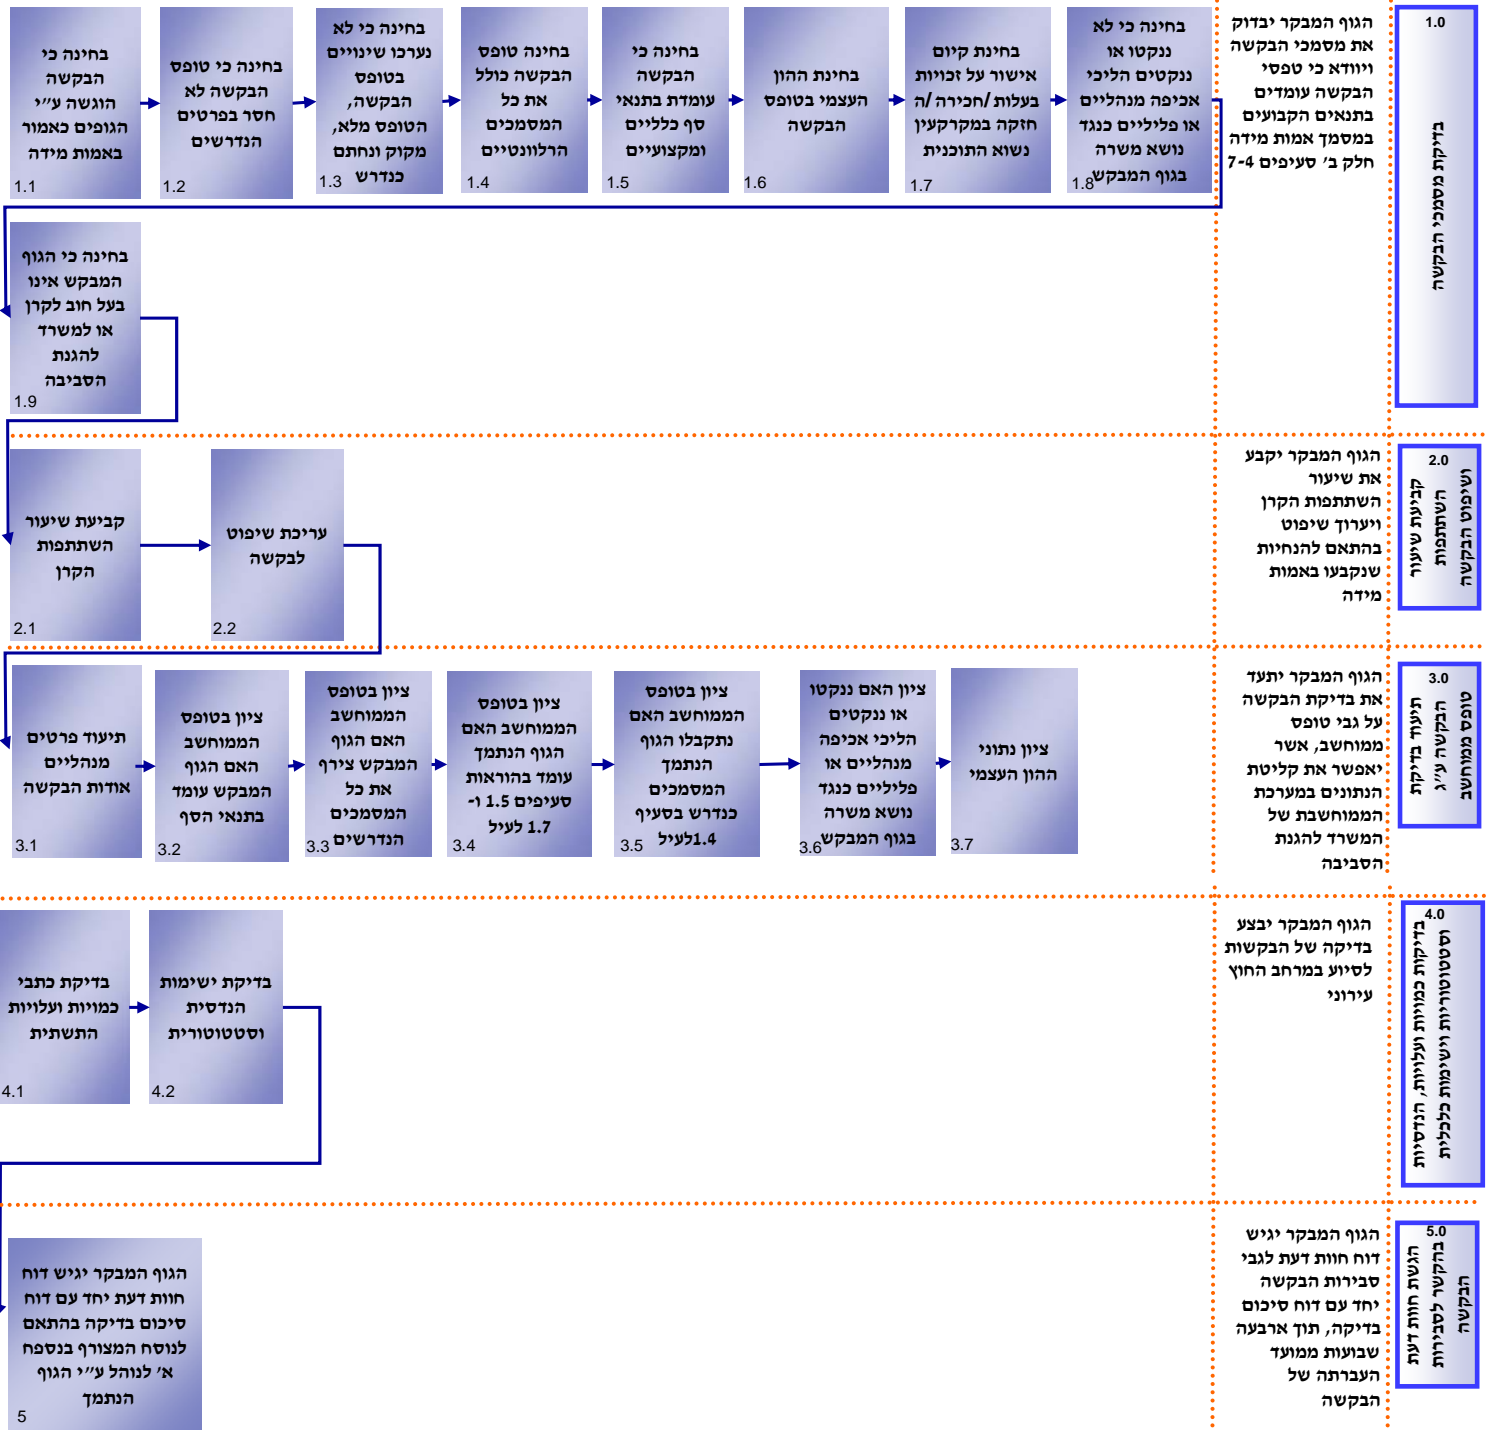 1.0
בדיקת מסמכי הבקשה
הגוף המבקר יבדוק
את מסמכי הבקשה
ויוודא כי טפסי
הבקשה עומדים
בתנאים הקבועים
במסמך אמות מידה
חלק ב׳ סעיפים 7-4
בחינה כי
הבקשה
הוגשה ע״י
הגופים כאמור
באמות מידה
1.1
בחינה כי טופס
הבקשה לא
חסר בפרטים
הנדרשים
1.2
בחינה כי לא
נערכו שינויים
בטופס
הבקשה,
הטופס מלא,
מקוק ונחתם
כנדרש
1.3
בחינה טופס
הבקשה כולל
את כל
המסמכים
הרלוונטיים
1.4
בחינה כי
הבקשה
עומדת בתנאי
סף כלליים
ומקצועיים
1.5
בחינת ההון
העצמי בטופס
הבקשה
1.6
בחינת קיום
אישור על זכויות
בעלות /חכירה /ה
חזקה במקרקעין
נשוא התוכנית
1.7
בחינה כי לא
ננקטו או
ננקטים הליכי
אכיפה מנהליים
או פליליים כנגד
נושא משרה
בגוף המבקש
1.8
בחינה כי הגוף
המבקש אינו
בעל חוב לקרן
או למשרד
להגנת
הסביבה
1.9
2.0
קביעת שיעור
השתתפות
ושיפוט הבקשה
הגוף המבקר יקבע
את שיעור
השתתפות הקרן
ויערוך שיפוט
בהתאם להנחיות
שנקבעו באמות
מידה
קביעת שיעור
השתתפות
הקרן
2.1
עריכת שיפוט
לבקשה
2.2
3.0
תיעוד בדיקת
הבקשה ע״ג
טופס ממוחשב
הגוף המבקר יתעד
את בדיקת הבקשה
על גבי טופס
ממוחשב, אשר
יאפשר את קליטת
הנתונים במערכת
הממוחשבת של
המשרד להגנת
הסביבה
תיעוד פרטים
מנהליים
אודות הבקשה
3.1
ציון בטופס
הממוחשב
האם הגוף
המבקש עומד
בתנאי הסף
3.2
ציון בטופס
הממוחשב
האם הגוף
המבקש צירף
את כל
המסמכים
הנדרשים
3.3
ציון בטופס
הממוחשב האם
הגוף הנתמך
עומד בהוראות
סעיפים 1.5 ו-
1.7 לעיל
3.4
ציון בטופס
הממוחשב האם
נתקבלו הגוף
הנתמך
המסמכים
כנדרש בסעיף
1.4לעיל
3.5
ציון האם ננקטו
או ננקטים
הליכי אכיפה
מנהליים או
פליליים כנגד
נושא משרה
בגוף המבקש
3.6
ציון נתוני
ההון העצמי
3.7
4.0
בדיקות כמויות ועלויות, הנדסיות
וסטטוטוריות וישימות כלכלית
הגוף המבקר יבצע
בדיקה של הבקשות
לסיוע במרחב החוץ
עירוני
בדיקת כתבי
כמויות ועלויות
התשתית
4.1
בדיקת ישימות
הנדסית
וסטטוטורית
4.2
5.0
הגשת חוות דעת
בהקשר לסבירות
הבקשה
הגוף המבקר יגיש
דוח חוות דעת לגבי
סבירות הבקשה
יחד עם דוח סיכום
בדיקה, תוך ארבעה
שבועות ממועד
העברתה של
הבקשה
הגוף המבקר יגיש דוח
חוות דעת יחד עם דוח
סיכום בדיקה בהתאם
לנוסח המצורף בנספח
א׳ לנוהל ע״י הגוף
הנתמך
5